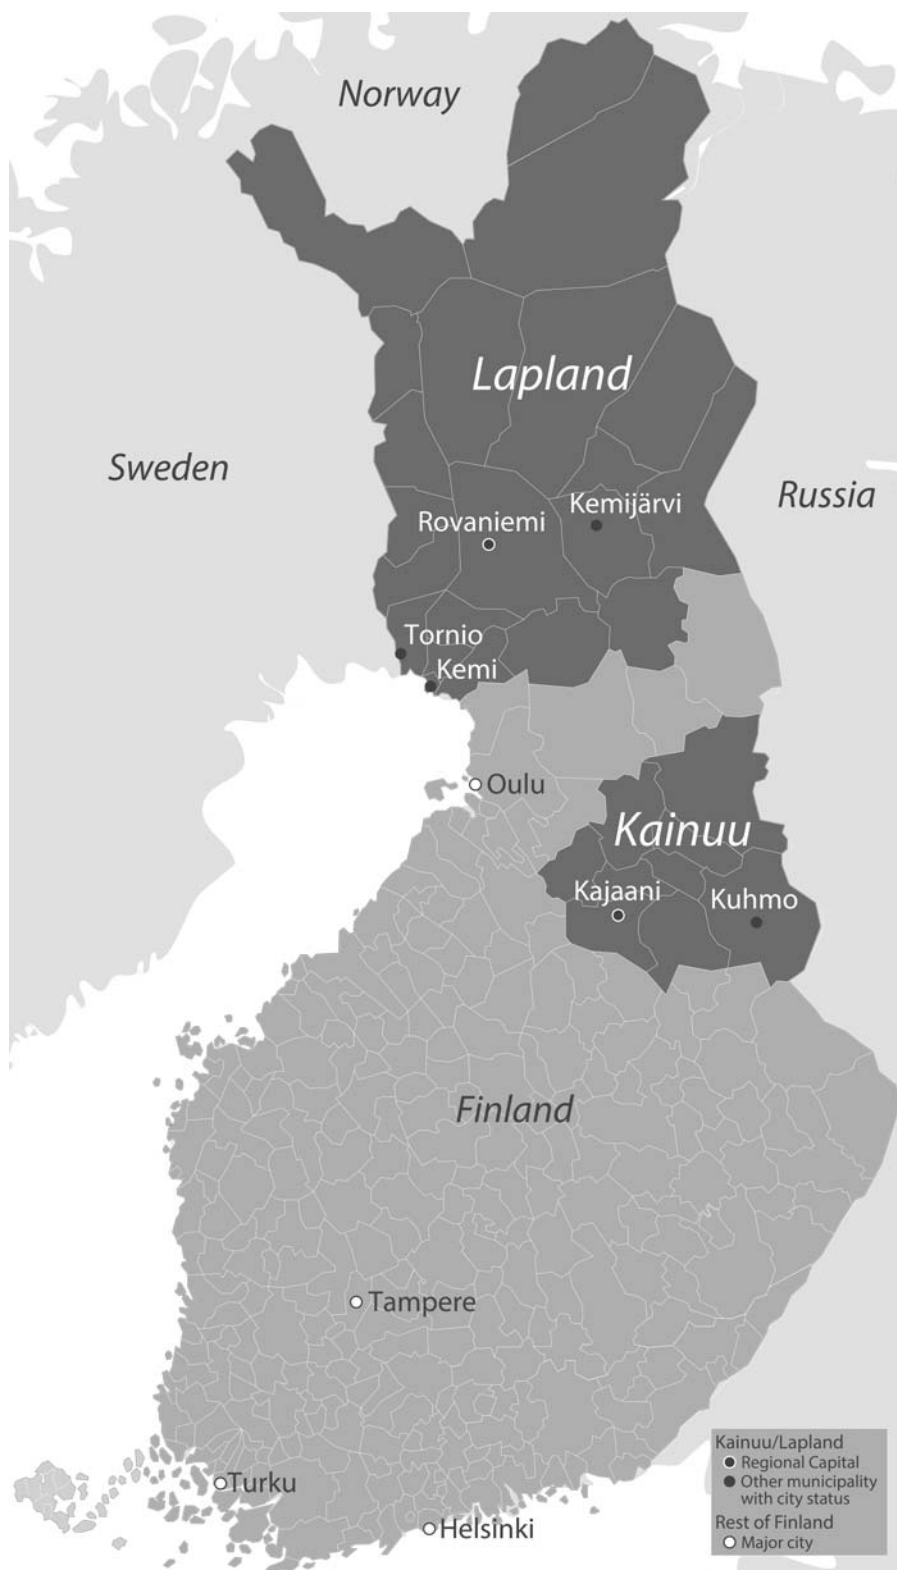 Norway
Lapland
Sweden
Russia
Kemijärvi
Rovaniemi
Tornio
Kemi
Oulu
Kainuu
Kajaani
Kuhmo
Finland
Tampere
Turku
Helsinki
Kainuu/Lapland
Regional Capital
Other municipality
with city status
Rest of Finland
Major city